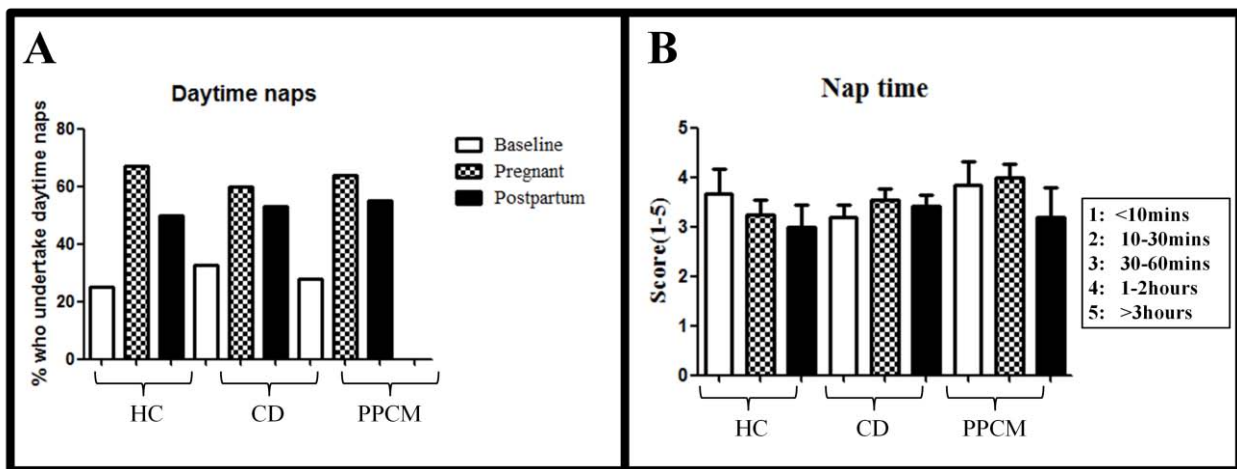 A
Daytime naps
% who undertake daytime naps
80
60
40
20
0
Baseline
Pregnant
Postpartum
HC
CD
PPCM
B
Nap time
Score(1-5)
5
4
3
2
1
0
HC
CD
PPCM
1: <10mins
2: 10-30mins
3: 30-60mins
4: 1-2hours
5: >3hours